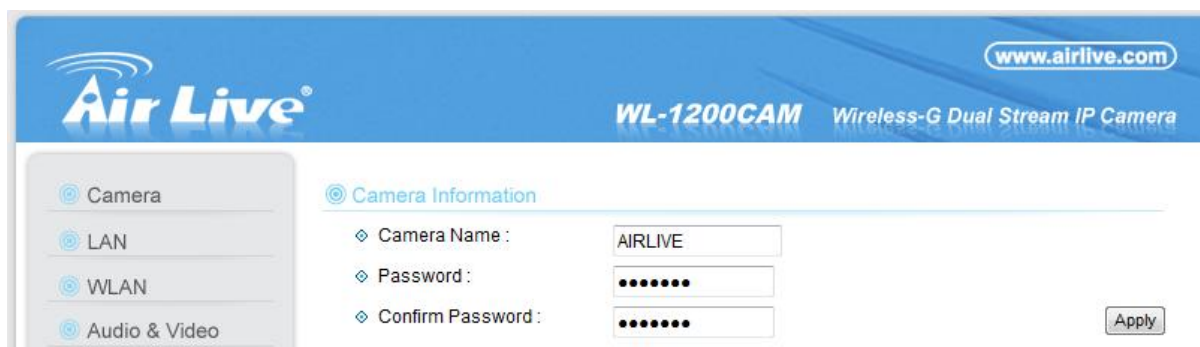 www.airlive.com
Air Live®
WL-1200CAM Wireless-G Dual Stream IP Camera
Camera
LAN
WLAN
Audio & Video
Camera Information
Camera Name : AIRLIVE
Password : •••••••
Confirm Password : •••••••
Apply